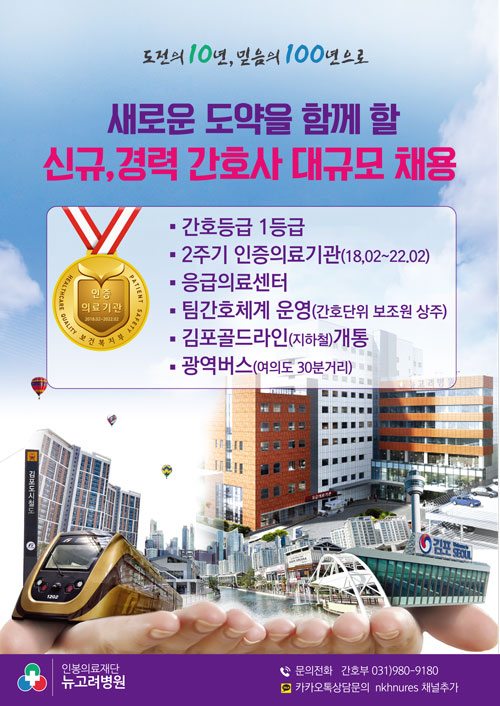 도전의 10년, 믿음의 100년으로
새로운 도약을 함께 할
신규,경력 간호사 대규모 채용
▪ 간호등급 1등급
▪ 2주기 인증의료기관(18.02~22.02)
▪ 응급의료센터
▪ 팀간호체계 운영(간호단위 보조원 상주)
▪ 김포골드라인(지하철)개통
▪ 광역버스(여의도 30분거리)
HEALTHCARE QUALITY
PATIENT SAFETY
인증
의료기관
2018.02~2022.02
보건복지부
뉴고려병원
김포도시철도
1202
인봉의료재단
뉴고려병원
문의전화 간호부 031)980-9180
카카오톡상담문의 nkhnures 채널추가